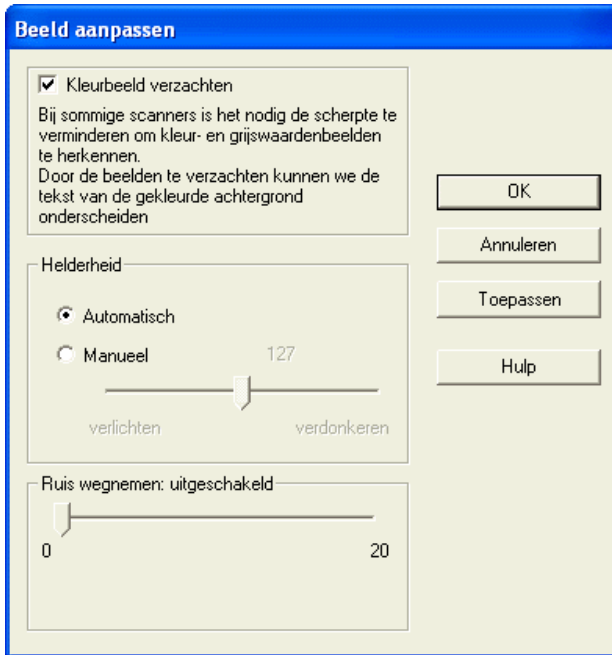 Beeld aanpassen
Kleurbeeld verzachten
Bij sommige scanners is het nodig de scherpte te
verminderen om kleur- en grijswaardenbeelden
te herkennen.
Door de beelden te verzachten kunnen we de
tekst van de gekleurde achtergrond
onderscheiden
Helderheid
Automatisch
Manueel 127
verlichten verdonkeren
Ruis wegnemen: uitgeschakeld
0 20
OK
Annuleren
Toepassen
Hulp